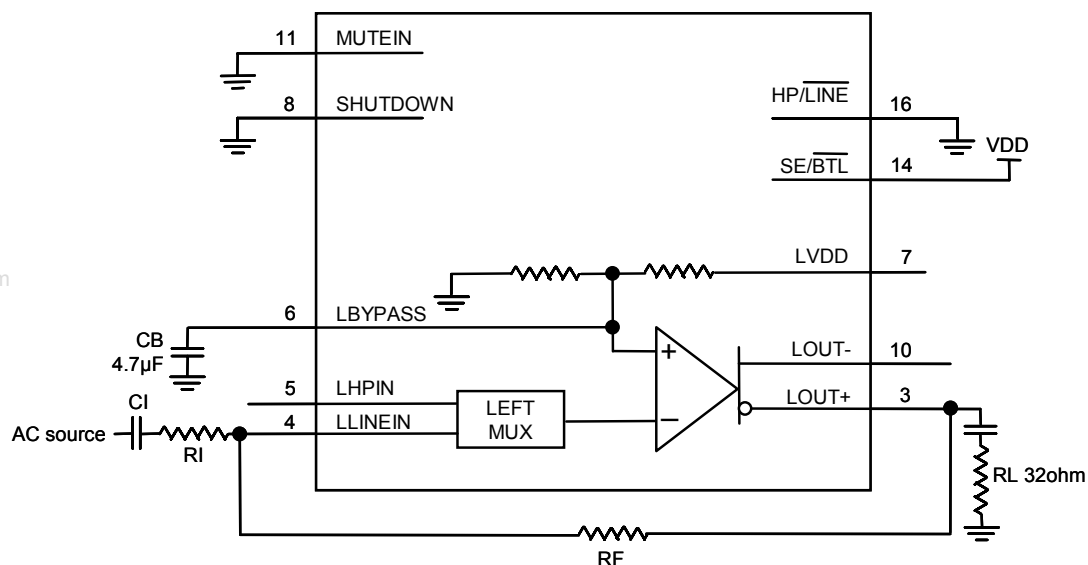 11 MUTEIN
8 SHUTDOWN
HP/LINE 16
VDD
SE/BTL 14
LVDD 7
6 LBYPASS
CB
4.7µF
+
LOUT- 10
5 LHPIN
LOUT+ 3
CI
LEFT
MUX
4 LLINEIN
−
AC source
RI
RL 32ohm
RF
m